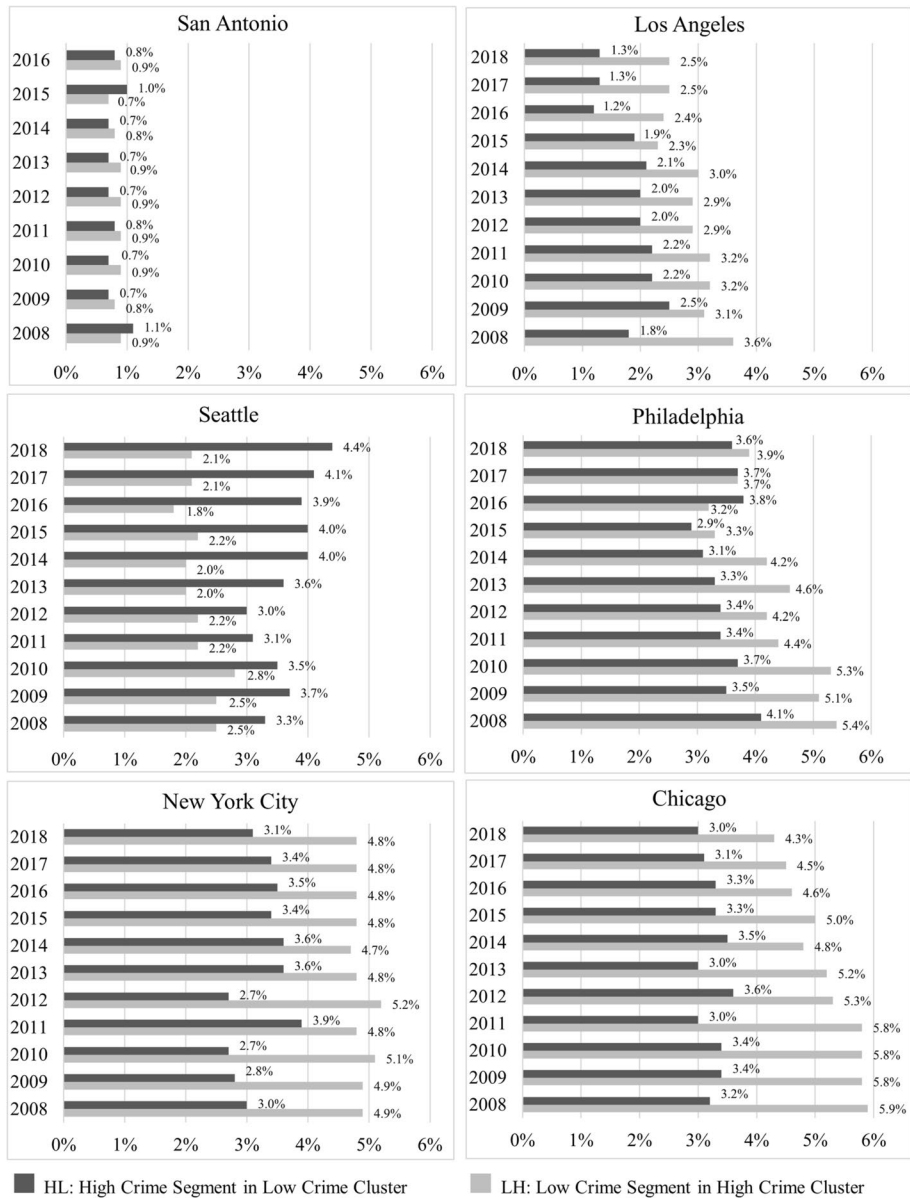 San Antonio
2016 0.8% 0.9%
2015 1.0% 0.7%
2014 0.7% 0.8%
2013 0.7% 0.9%
2012 0.7% 0.9%
2011 0.8% 0.9%
2010 0.7% 0.9%
2009 0.7% 0.8%
2008 1.1% 0.9%
0% 1% 2% 3% 4% 5% 6%
Los Angeles
2018 1.3% 2.5%
2017 1.3% 2.5%
2016 1.2% 2.4%
2015 1.9% 2.3%
2014 2.1% 3.0%
2013 2.0% 2.9%
2012 2.0% 2.9%
2011 2.2% 3.2%
2010 2.2% 3.2%
2009 2.5% 3.1%
2008 1.8% 3.6%
0% 1% 2% 3% 4% 5% 6%
Seattle
2018 4.4% 2.1%
2017 4.1% 2.1%
2016 3.9% 1.8%
2015 4.0% 2.2%
2014 4.0% 2.0%
2013 3.6% 2.0%
2012 3.0% 2.2%
2011 3.1% 2.2%
2010 3.5% 2.8%
2009 3.7% 2.5%
2008 3.3% 2.5%
0% 1% 2% 3% 4% 5% 6%
Philadelphia
2018 3.6% 3.9%
2017 3.7% 3.7%
2016 3.8% 3.2%
2015 2.9% 3.3%
2014 3.1% 4.2%
2013 3.3% 4.6%
2012 3.4% 4.2%
2011 3.4% 4.4%
2010 3.7% 5.3%
2009 3.5% 5.1%
2008 4.1% 5.4%
0% 1% 2% 3% 4% 5% 6%
New York City
2018 3.1% 4.8%
2017 3.4% 4.8%
2016 3.5% 4.8%
2015 3.4% 4.8%
2014 3.6% 4.7%
2013 3.6% 4.8%
2012 2.7% 5.2%
2011 3.9% 4.8%
2010 2.7% 5.1%
2009 2.8% 4.9%
2008 3.0% 4.9%
0% 1% 2% 3% 4% 5% 6%
Chicago
2018 3.0% 4.3%
2017 3.1% 4.5%
2016 3.3% 4.6%
2015 3.3% 5.0%
2014 3.5% 4.8%
2013 3.0% 5.2%
2012 3.6% 5.3%
2011 3.0% 5.8%
2010 3.4% 5.8%
2009 3.4% 5.8%
2008 3.2% 5.9%
0% 1% 2% 3% 4% 5% 6%
HL: High Crime Segment in Low Crime Cluster
LH: Low Crime Segment in High Crime Cluster